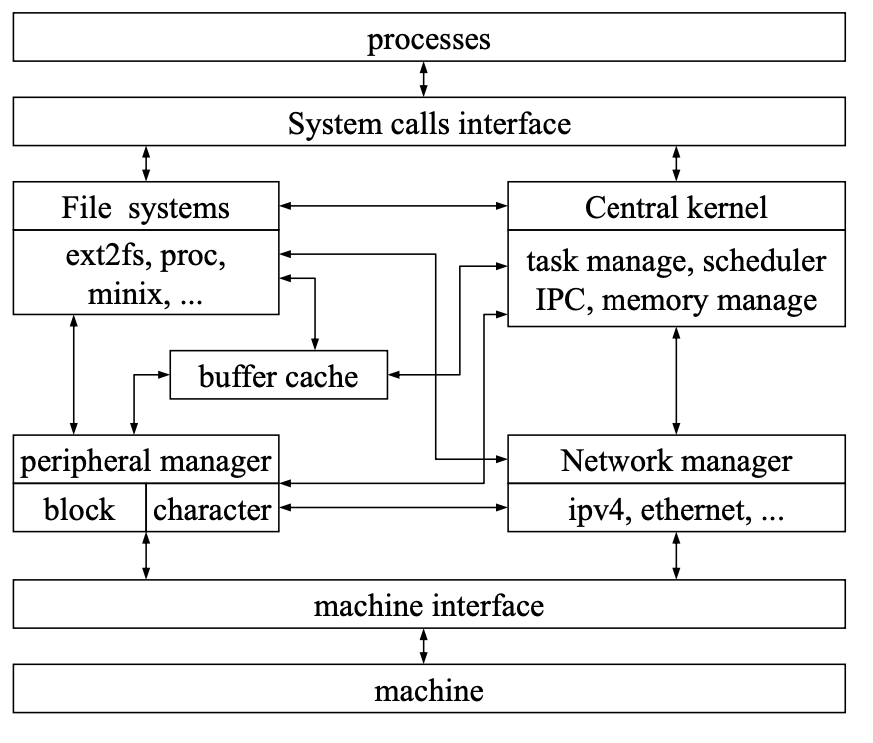 processes
System calls interface
File systems
Central kernel
ext2fs, proc,
minix, ...
task manage, scheduler
IPC, memory manage
buffer cache
peripheral manager
block
character
Network manager
ipv4, ethernet, ...
machine interface
machine